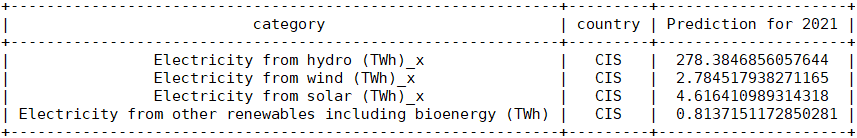 category | country | Prediction for 2021
Electricity from hydro (TWh)_x | CIS | 278.3846856057644
Electricity from wind (TWh)_x | CIS | 2.784517938271165
Electricity from solar (TWh)_x | CIS | 4.616410989314318
Electricity from other renewables including bioenergy (TWh) | CIS | 0.8137151172850281